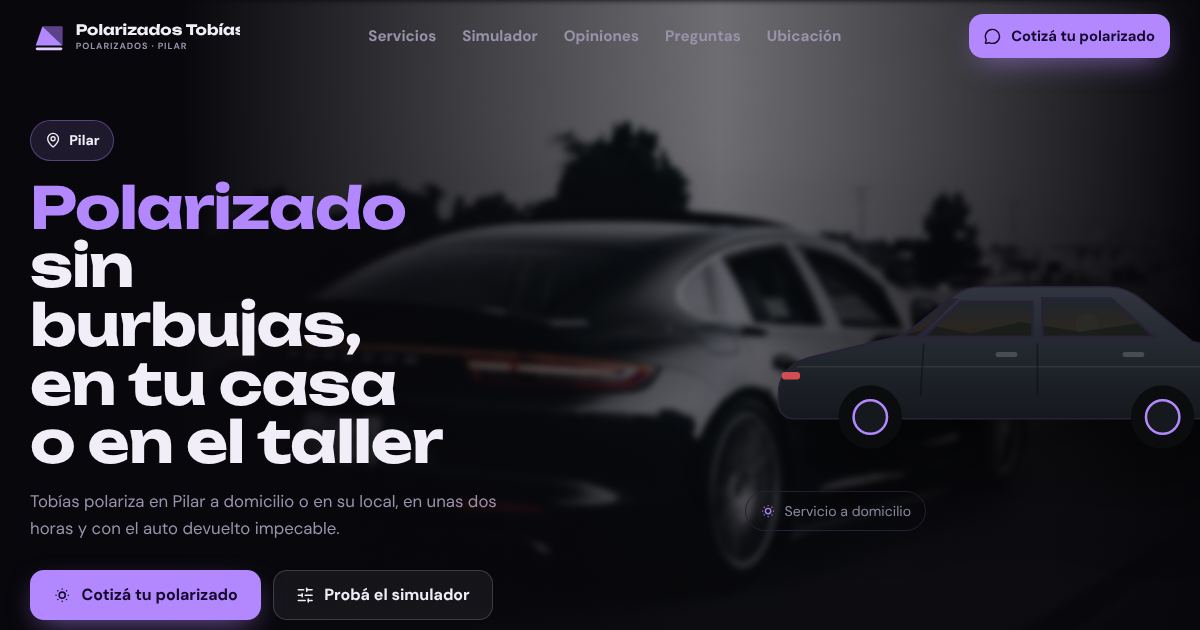 Polarizados Tobías
POLARIZADOS · PILAR
Servicios
Simulador
Opiniones
Preguntas
Ubicación
Cotizá tu polarizado
Pilar
Polarizado
sin
burbujas,
en tu casa
o en el taller
Tobías polariza en Pilar a domicilio o en su local, en unas dos
horas y con el auto devuelto impecable.
Servicio a domicilio
Cotizá tu polarizado
Probá el simulador